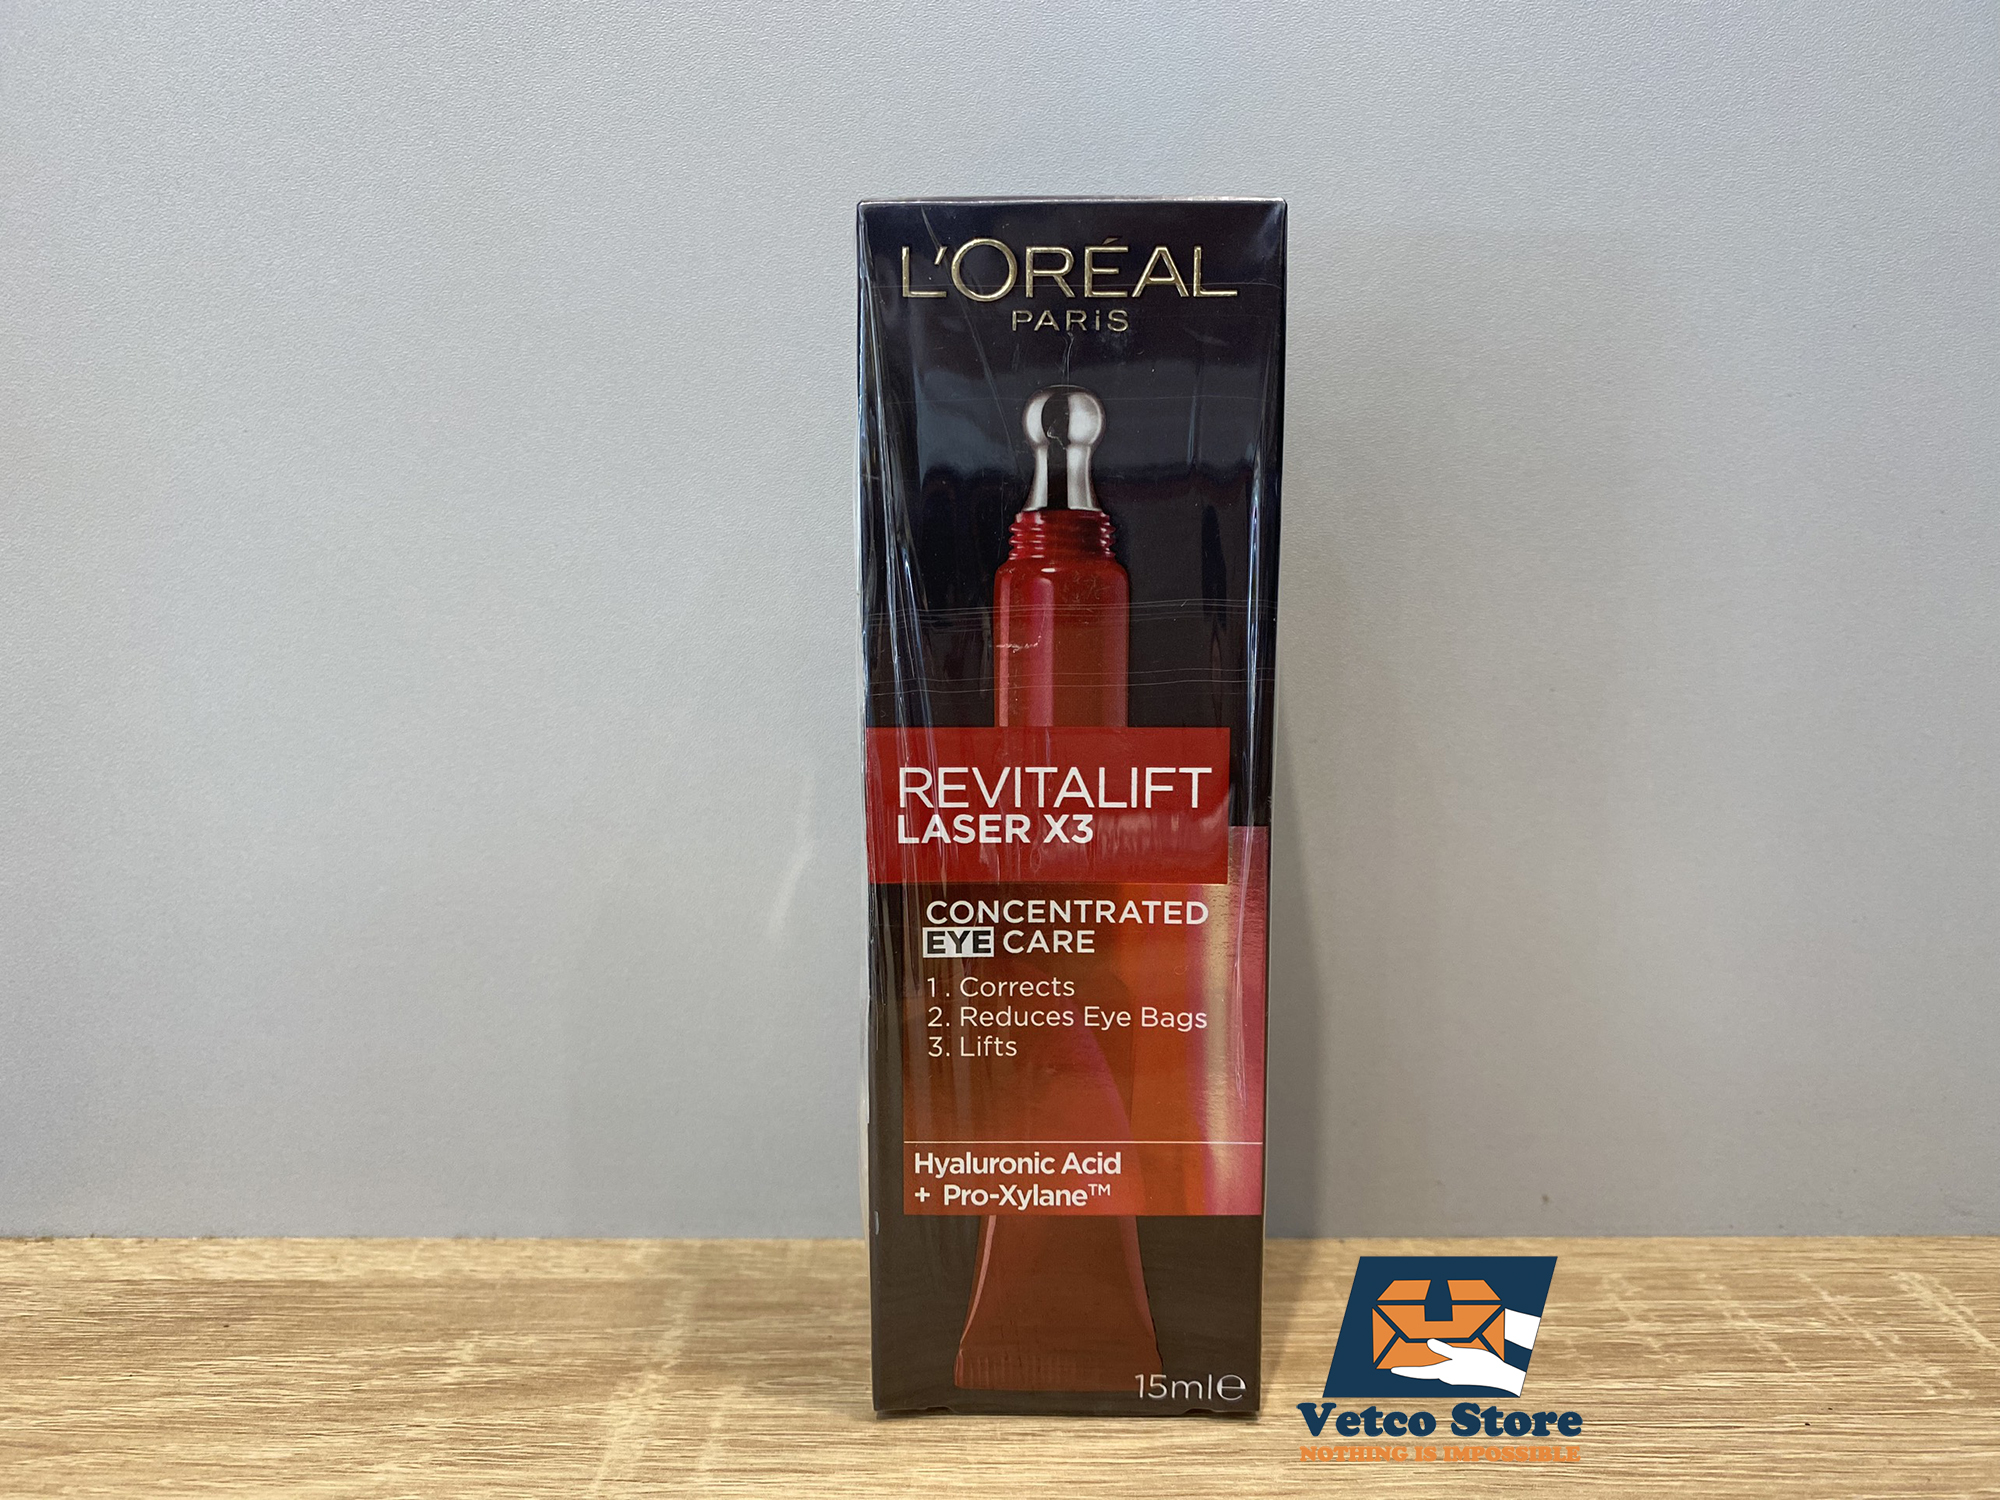 L'ORÉAL
PARiS
REVITALIFT
LASER X3
CONCENTRATED
EYE CARE
1. Corrects
2. Reduces Eye Bags
3. Lifts
Hyaluronic Acid
+ Pro-Xylane™
15ml℮
Vetco Store
NOTHING IS IMPOSSIBLE